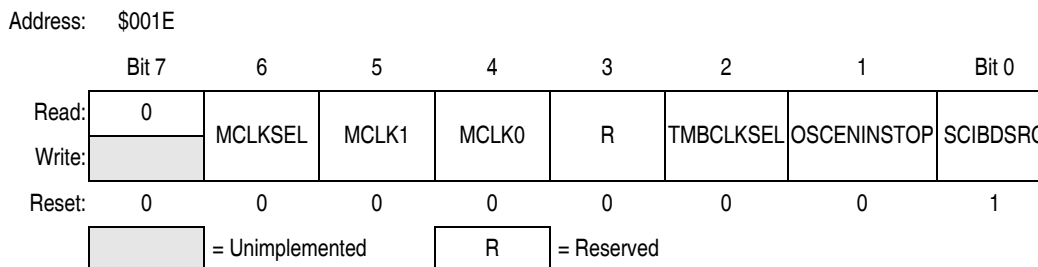 Address: $001E
Bit 7 6 5 4 3 2 1 Bit 0
Read: 0 MCLKSEL MCLK1 MCLK0 R TMBCLKSEL OSCENINSTOP
Write:
Reset: 0 0 0 0 0 0 0 1
= Unimplemented R = Reserved